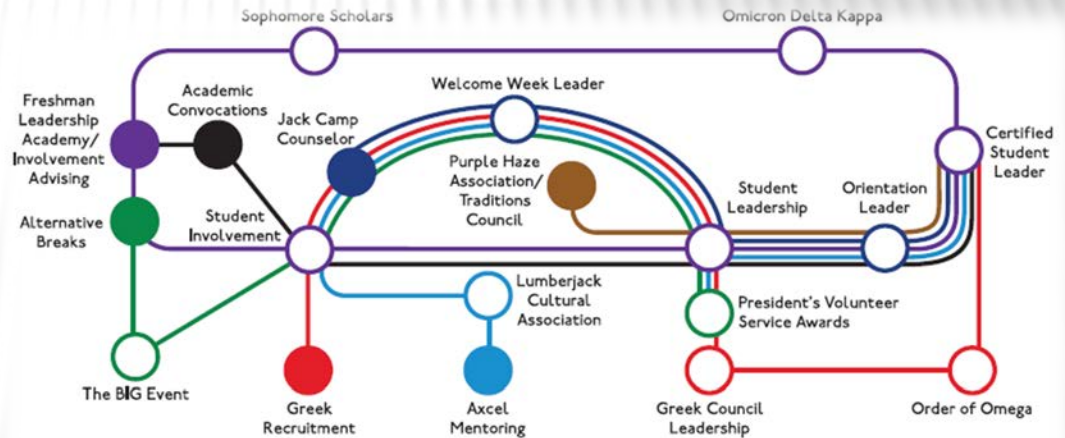 Sophomore Scholars
Omicron Delta Kappa
Freshman
Leadership
Academy/
Involvement
Advising
Academic
Convocations
Jack Camp
Counselor
Welcome Week Leader
Purple Haze
Association/
Traditions
Council
Certified
Student
Leader
Alternative
Breaks
Student
Involvement
Student
Leadership
Orientation
Leader
Lumberjack
Cultural
Association
President's Volunteer
Service Awards
The BIG Event
Greek
Recruitment
Axcel
Mentoring
Greek Council
Leadership
Order of Omega